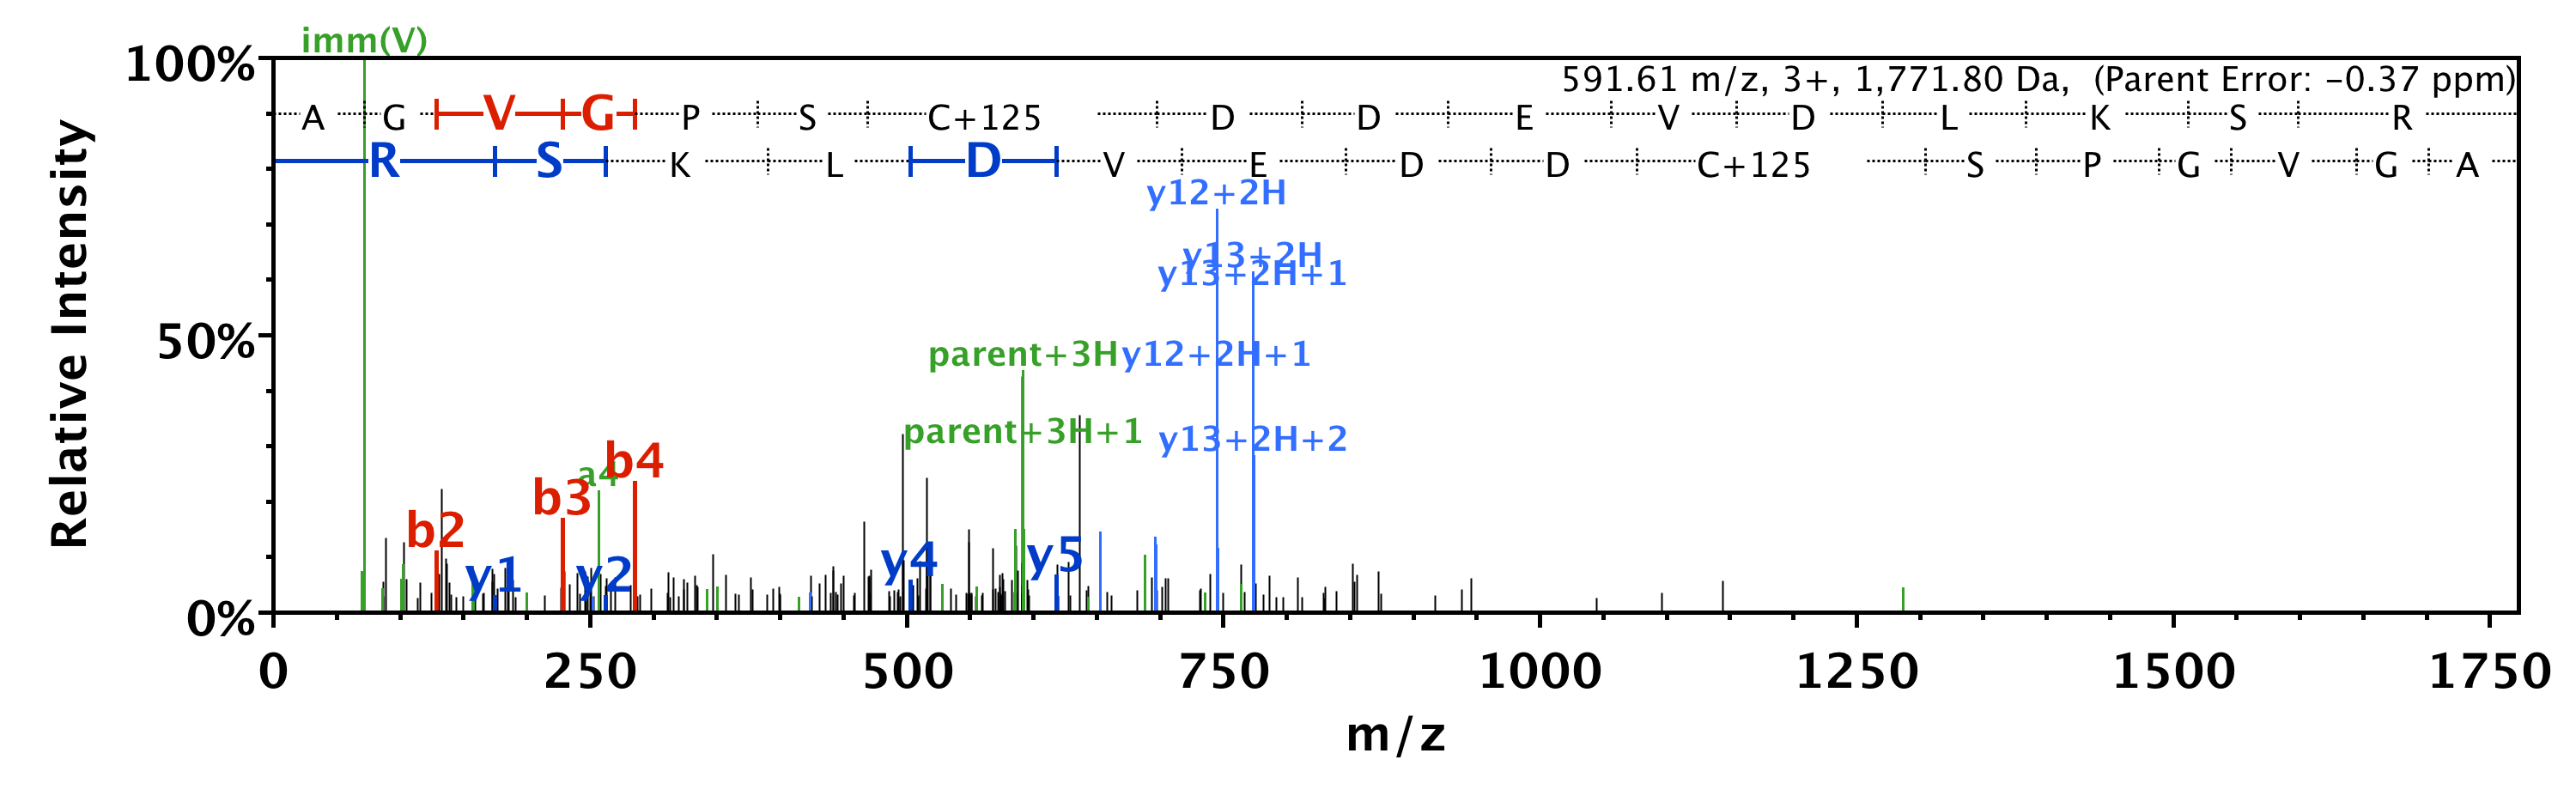 imm(V)
100%
591.61 m/z, 3+, 1,771.80 Da, (Parent Error: −0.37 ppm)
A G V G P S C+125 D D E V D L K S R
R S K L D V E D D C+125 S P G V G A
y12+2H
y13+2H
y13+2H+1
50%
parent+3H
y12+2H+1
parent+3H+1
y13+2H+2
b4
a4
b3
b2
y5
y4
y1
y2
0%
0 250 500 750 1000 1250 1500 1750
m/z
Relative Intensity